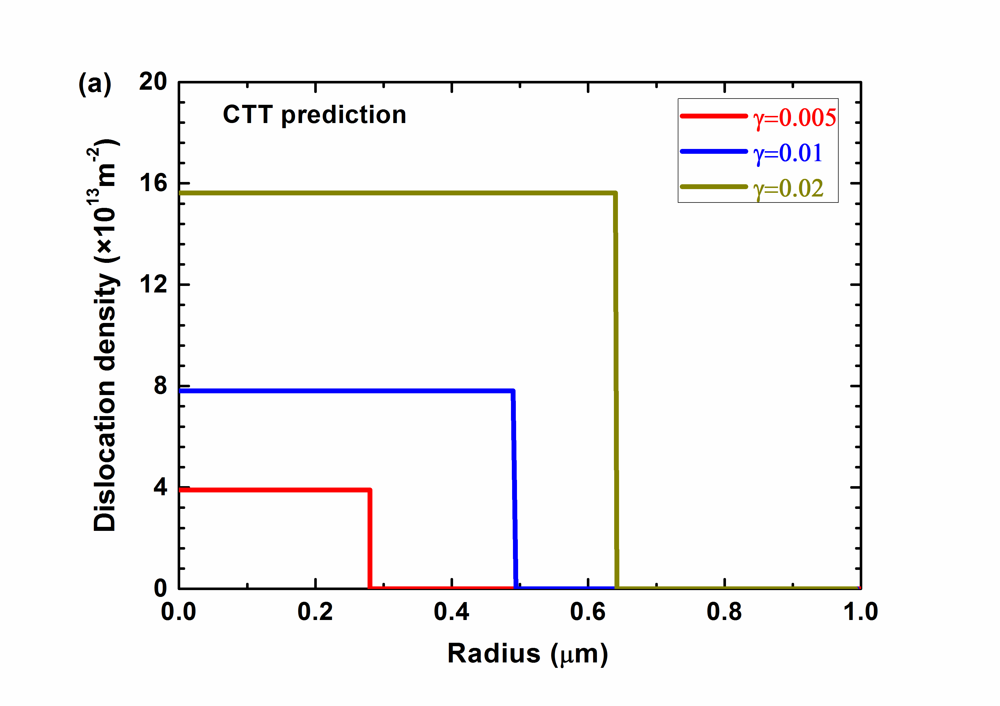 (a)
CTT prediction
γ=0.005
γ=0.01
γ=0.02
Dislocation density (×10¹³m⁻²)
20
16
12
8
4
0
0.0 0.2 0.4 0.6 0.8 1.0
Radius (μm)